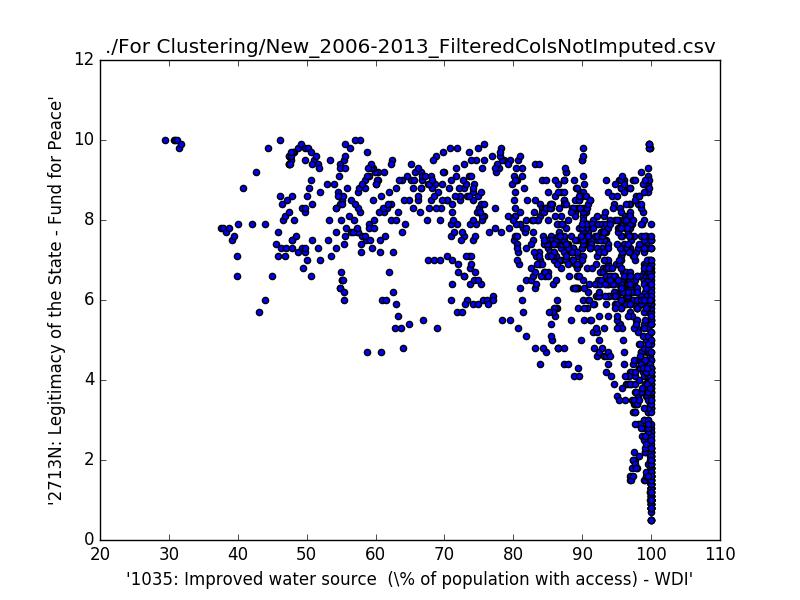 ./For Clustering/New_2006-2013_FilteredColsNotImputed.csv
12
10
8
6
4
2
0
'2713N: Legitimacy of the State - Fund for Peace'
20 30 40 50 60 70 80 90 100 110
'1035: Improved water source  (\% of population with access) - WDI'